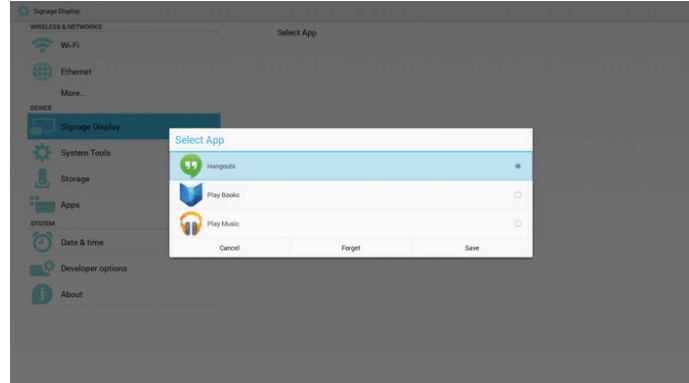 Signage Display
WIRELESS & NETWORKS
Wi-Fi
Ethernet
More...
DEVICE
Signage Display
System Tools
Storage
Apps
SYSTEM
Date & time
Developer options
About
Select App
Select App
Hangouts
Play Books
Play Music
Cancel Forget Save